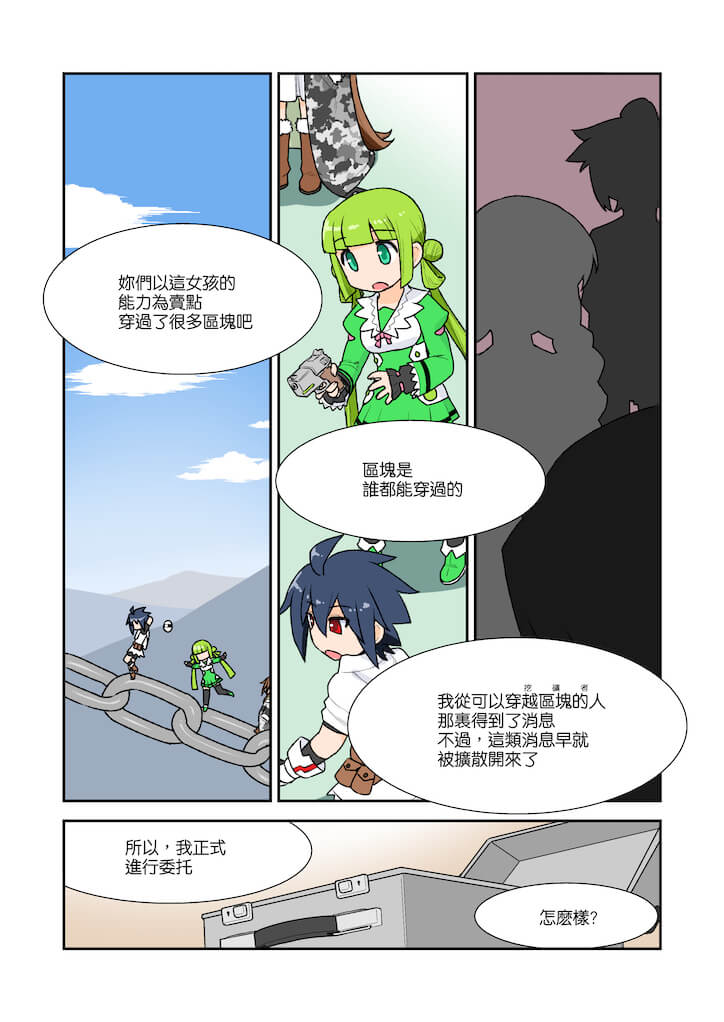 妳們以這女孩的
能力為賣點
穿過了很多區塊吧
區塊是
誰都能穿過的
挖礦者
我從可以穿越區塊的人
那裏得到了消息
不過，這類消息早就
被擴散開來了
所以，我正式
進行委托
怎麼樣?